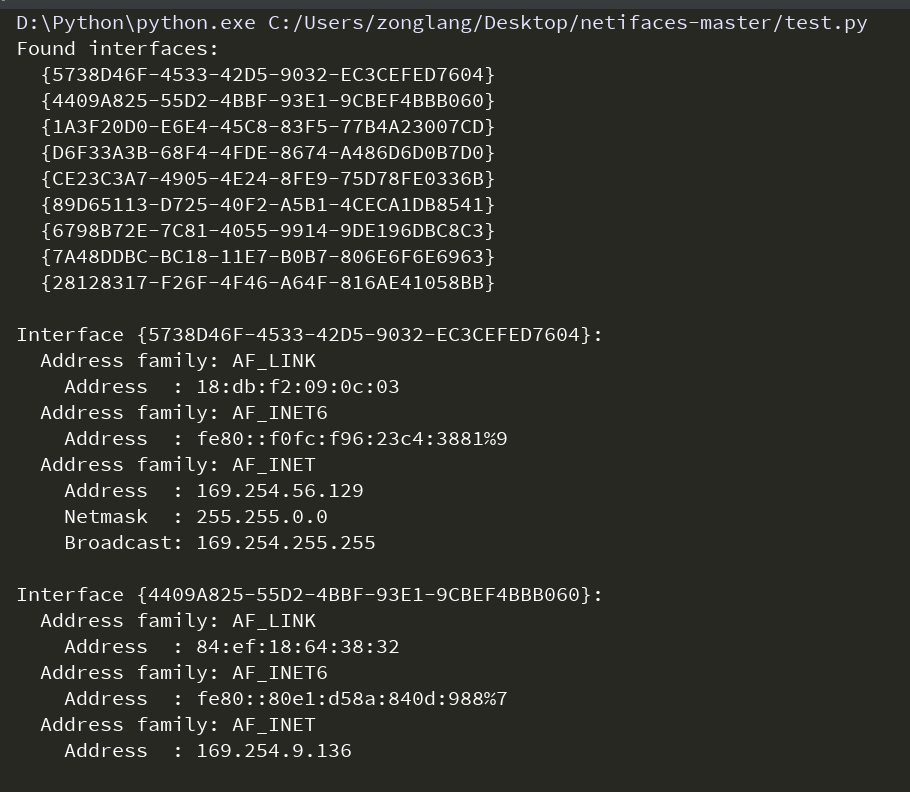 D:\Python\python.exe C:/Users/zonglang/Desktop/netifaces-master/test.py
Found interfaces:
  {5738D46F-4533-42D5-9032-EC3CEFED7604}
  {4409A825-55D2-4BBF-93E1-9CBEF4BBB060}
  {1A3F20D0-E6E4-45C8-83F5-77B4A23007CD}
  {D6F33A3B-68F4-4FDE-8674-A486D6D0B7D0}
  {CE23C3A7-4905-4E24-8FE9-75D78FE0336B}
  {89D65113-D725-40F2-A5B1-4CECA1DB8541}
  {6798B72E-7C81-4055-9914-9DE196DBC8C3}
  {7A48DDBC-BC18-11E7-B0B7-806E6F6E6963}
  {28128317-F26F-4F46-A64F-816AE41058BB}

Interface {5738D46F-4533-42D5-9032-EC3CEFED7604}:
  Address family: AF_LINK
    Address  : 18:db:f2:09:0c:03
  Address family: AF_INET6
    Address  : fe80::f0fc:f96:23c4:3881%9
  Address family: AF_INET
    Address  : 169.254.56.129
    Netmask  : 255.255.0.0
    Broadcast: 169.254.255.255

Interface {4409A825-55D2-4BBF-93E1-9CBEF4BBB060}:
  Address family: AF_LINK
    Address  : 84:ef:18:64:38:32
  Address family: AF_INET6
    Address  : fe80::80e1:d58a:840d:988%7
  Address family: AF_INET
    Address  : 169.254.9.136